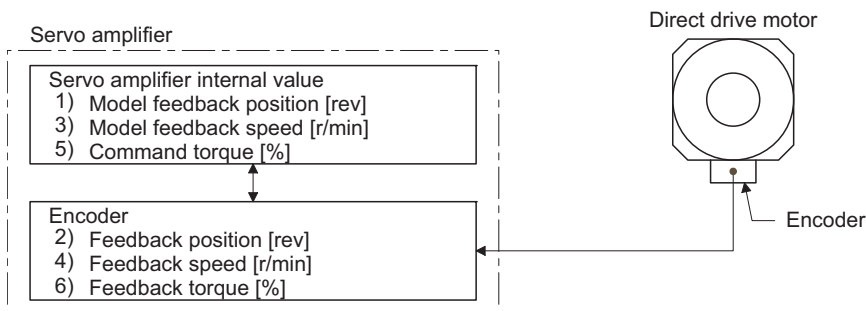 Direct drive motor
Servo amplifier
Servo amplifier internal value
1) Model feedback position [rev]
3) Model feedback speed [r/min]
5) Command torque [%]
Encoder
2) Feedback position [rev]
4) Feedback speed [r/min]
6) Feedback torque [%]
Encoder